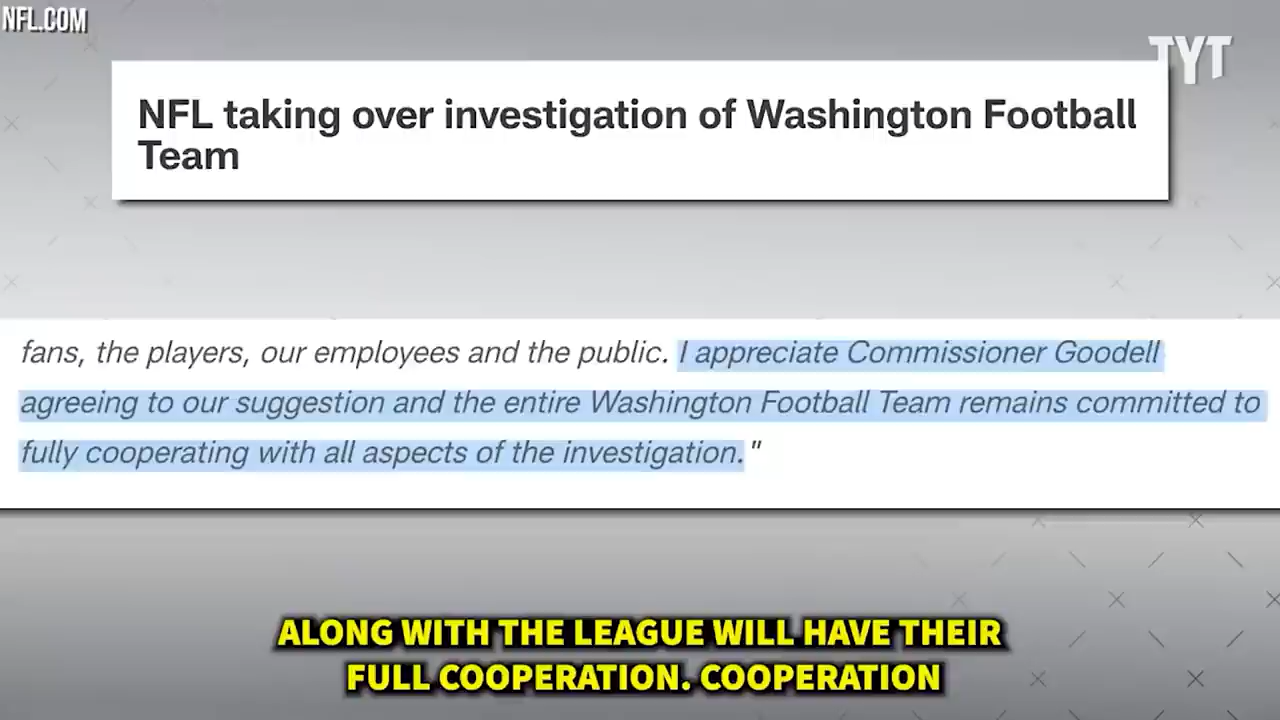 NFL.COM
TYT
NFL taking over investigation of Washington Football
Team
fans, the players, our employees and the public. I appreciate Commissioner Goodell
agreeing to our suggestion and the entire Washington Football Team remains committed to
fully cooperating with all aspects of the investigation."
ALONG WITH THE LEAGUE WILL HAVE THEIR
FULL COOPERATION. COOPERATION